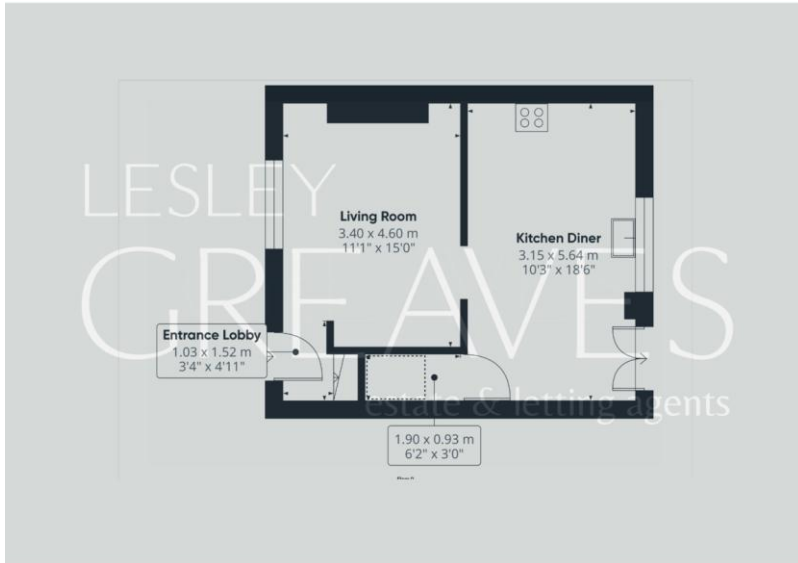 LESLEY
GREAVES
estate & letting agents
Living Room
3.40 x 4.60 m
11'1" x 15'0"
Kitchen Diner
3.15 x 5.64 m
10'3" x 18'6"
Entrance Lobby
1.03 x 1.52 m
3'4" x 4'11"
1.90 x 0.93 m
6'2" x 3'0"